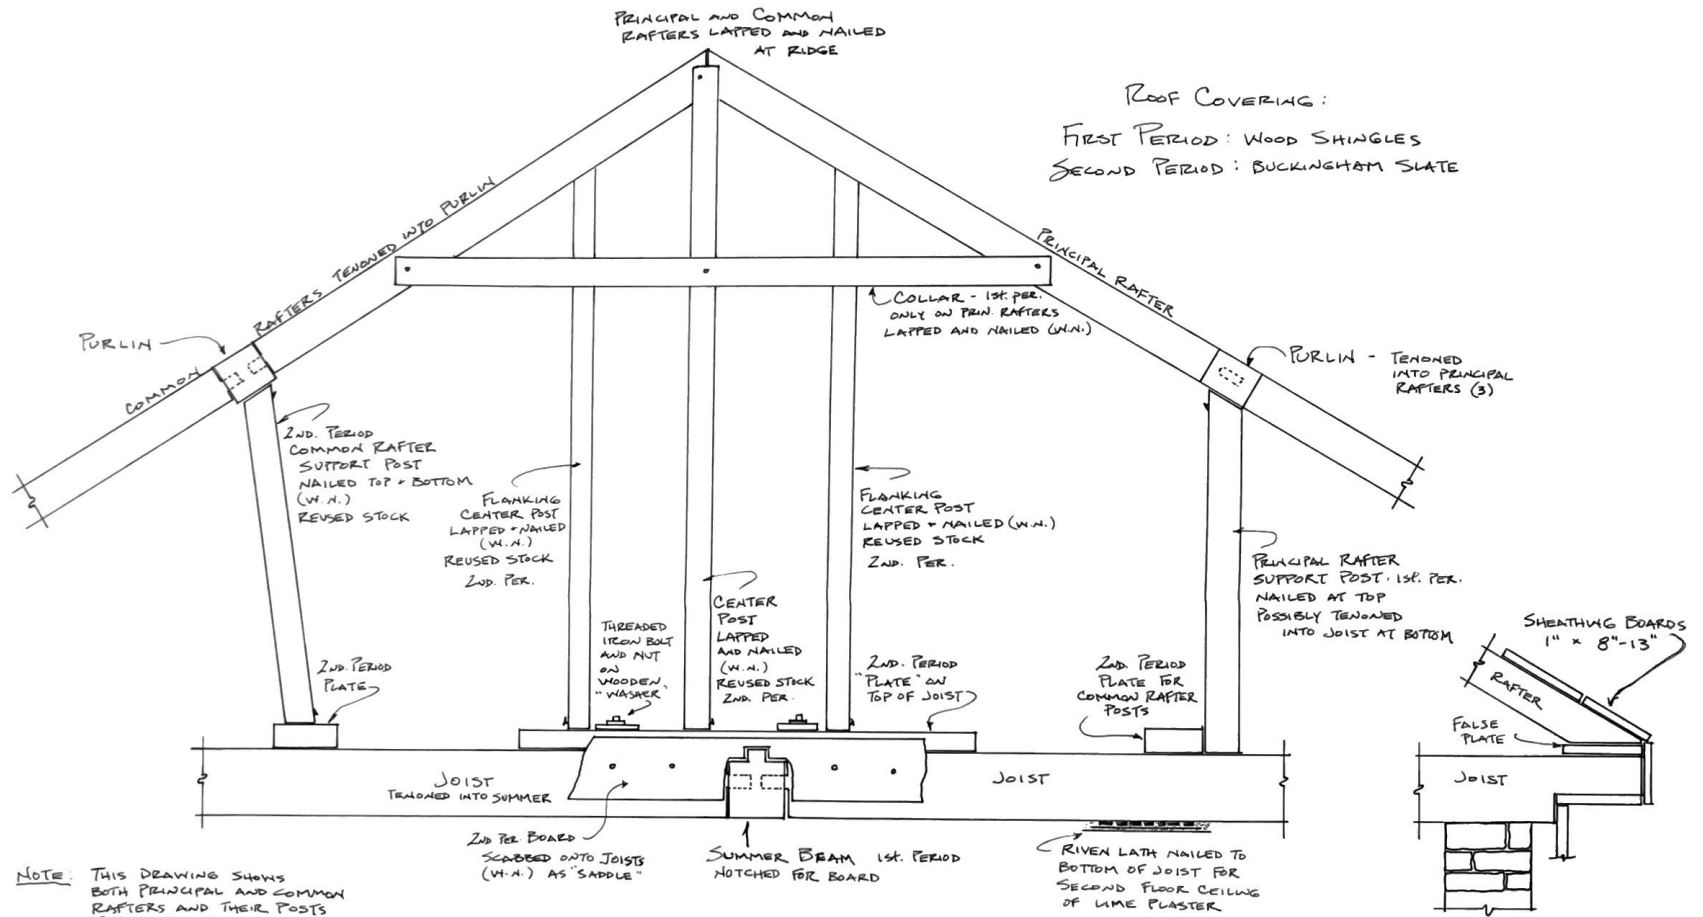 PRINCIPAL AND COMMON
RAFTERS LAPPED AND NAILED
AT RIDGE
ROOF COVERING:
FIRST PERIOD: WOOD SHINGLES
SECOND PERIOD: BUCKINGHAM SLATE
COMMON RAFTERS TENONED INTO PURLIN
PRINCIPAL RAFTER
PURLIN
COLLAR - 1ST. PER.
ONLY ON PRIN. RAFTERS
LAPPED AND NAILED (W.N.)
PURLIN - TENONED
INTO PRINCIPAL
RAFTERS (3)
2ND. PERIOD
COMMON RAFTER
SUPPORT POST
NAILED TOP + BOTTOM
(W.N.)
REUSED STOCK
FLANKING
CENTER POST
LAPPED + NAILED
(W.N.)
REUSED STOCK
2ND. PER.
FLANKING
CENTER POST
LAPPED + NAILED (W.N.)
REUSED STOCK
2ND. PER.
PRINCIPAL RAFTER
SUPPORT POST. 1ST. PER.
NAILED AT TOP
POSSIBLY TENONED
INTO JOIST AT BOTTOM
2ND. PERIOD
PLATE
THREADED
IRON BOLT
AND NUT
ON
WOODEN
"WASHER"
CENTER
POST
LAPPED
AND NAILED
(W.N.)
REUSED STOCK
2ND. PER.
2ND. PERIOD
"PLATE" ON
TOP OF JOIST
2ND. PERIOD
PLATE FOR
COMMON RAFTER
POSTS
SHEATHING BOARDS
1" x 8"-13"
RAFTER
FALSE
PLATE
JOIST
JOIST
TENONED INTO SUMMER
JOIST
2ND PER. BOARD
SCABBED ONTO JOISTS
(W.N.) AS "SADDLE"
SUMMER BEAM 1ST. PERIOD
NOTCHED FOR BOARD
RIVEN LATH NAILED TO
BOTTOM OF JOIST FOR
SECOND FLOOR CEILING
OF LIME PLASTER
NOTE: THIS DRAWING SHOWS
BOTH PRINCIPAL AND COMMON
RAFTERS AND THEIR POSTS